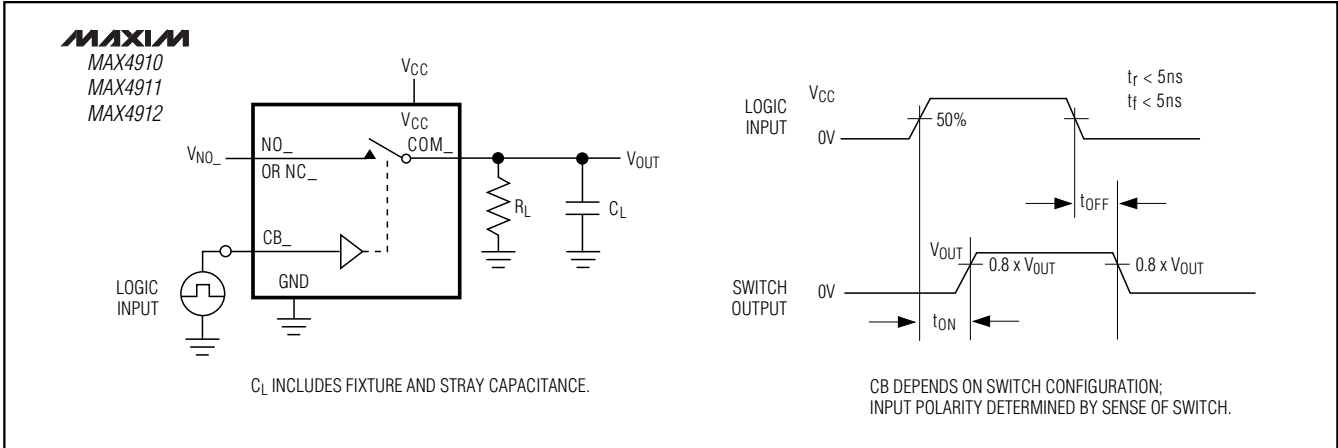 MAXIM
MAX4910
MAX4911
MAX4912
VCC
VCC
VNO_
NO_
OR NC_
COM_
VOUT
RL
CL
CB_
LOGIC
INPUT
GND
CL INCLUDES FIXTURE AND STRAY CAPACITANCE.
LOGIC
INPUT
VCC
0V
50%
tr < 5ns
tf < 5ns
tOFF
SWITCH
OUTPUT
VOUT
0V
0.8 x VOUT
0.8 x VOUT
tON
CB DEPENDS ON SWITCH CONFIGURATION;
INPUT POLARITY DETERMINED BY SENSE OF SWITCH.